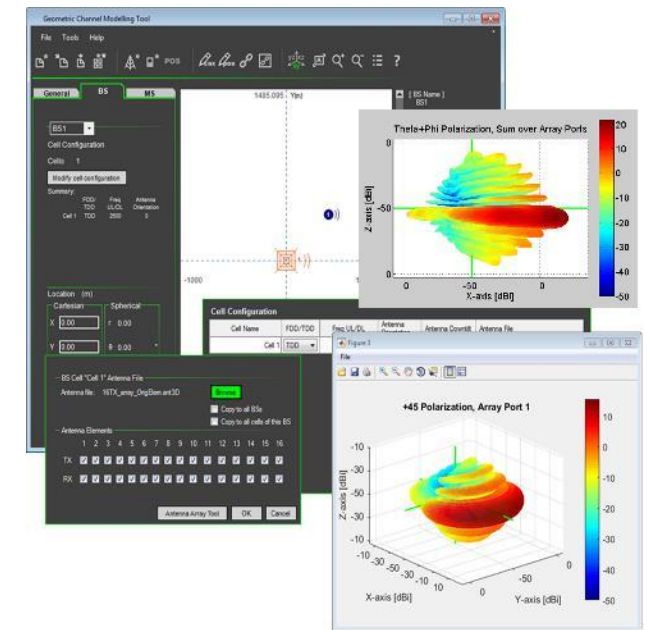 Geometric Channel Modelling Tool
File Tools Help
POS
General BS MS
BS1
Cell Configuration
Cells: 1
Modify cell configuration
Summary:
FDD/ TDD Freq UL/DL Antenna Orientation
Cell 1 TDD 2500 0
Location (m)
Cartesian Spherical
X 0.00 r 0.00
Y 0.00 θ 0.00 °
1485.095 Y(m)
-1000
1
1
[ BS Name ]
BS1
Theta+Phi Polarization, Sum over Array Ports
0
-50
0
-50 0
X-axis [dBi]
Z-axis [dBi]
20
10
0
-10
-20
-30
-40
-50
Cell Configuration
Cell Name FDD/TDD Freq UL/DL Antenna Orientation Antenna Downtilt Antenna File
Cell 1 TDD
BS Cell "Cell 1" Antenna File
Antenna file: 16TX_array_OrigElem.ant3D Browse
Copy to all BSs
Copy to all cells of this BS
Antenna Elements
1 2 3 4 5 6 7 8 9 10 11 12 13 14 15 16
TX
RX
Antenna Array Tool OK Cancel
Figure 3
File
+45 Polarization, Array Port 1
-10
-30
-50
-30
-10
Z-axis [dBi]
-10 -30 -50 -30 -10 10
X-axis [dBi]
0 0
Y-axis [dBi]
10
0
-10
-20
-30
-40
-50